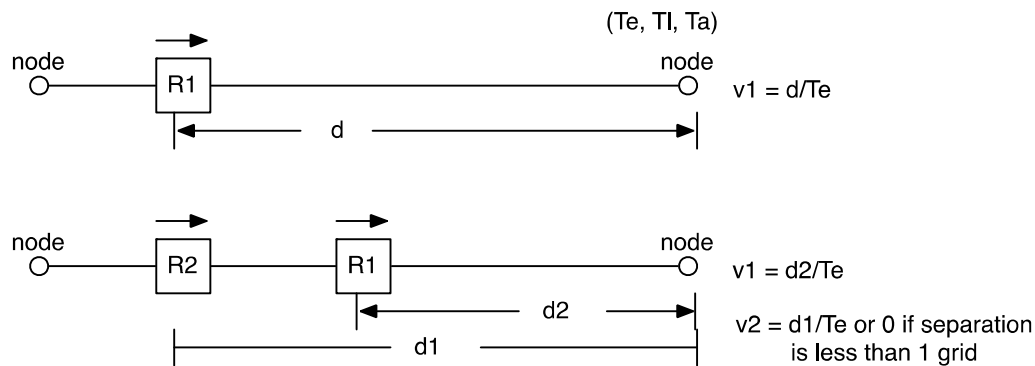 (Te, Tl, Ta)
node
node
R1
v1 = d/Te
d
node
node
R2
R1
v1 = d2/Te
d2
v2 = d1/Te or 0 if separation
is less than 1 grid
d1